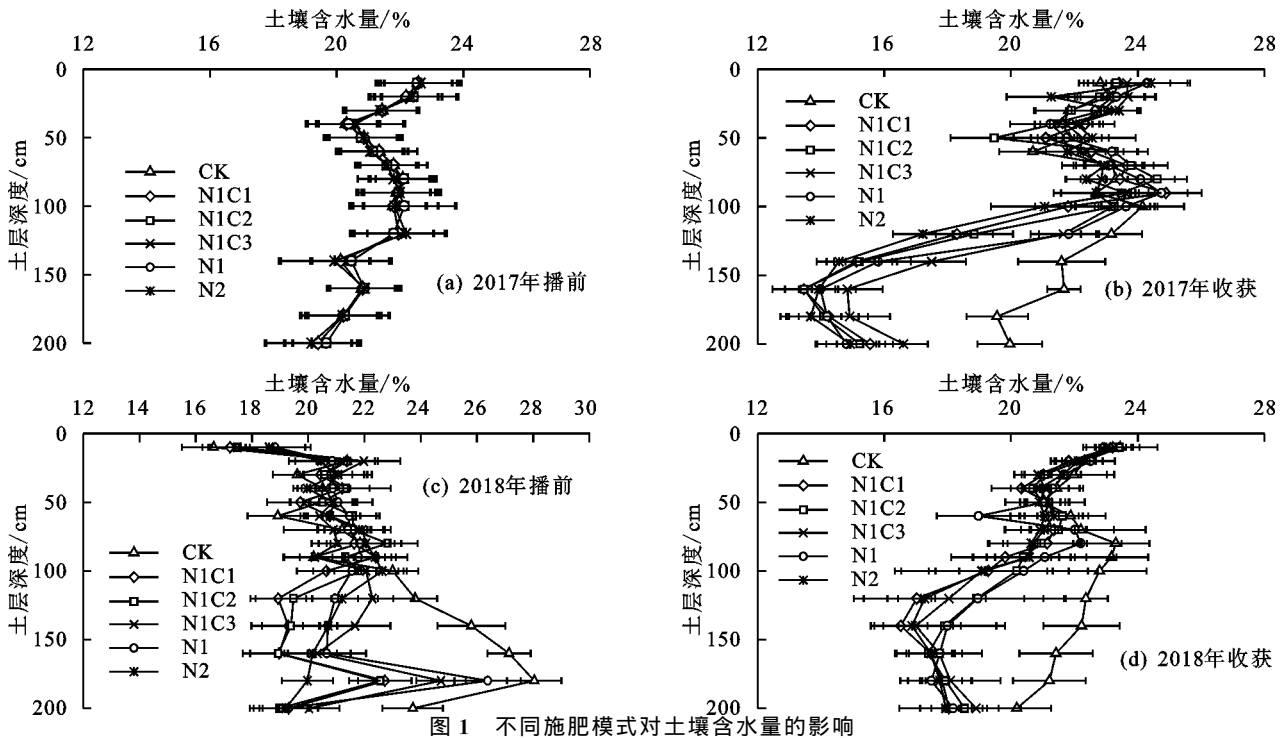 土壤含水量/%
12 16 20 24 28
0
50
100
150
200
土层深度/cm
CK
N1C1
N1C2
N1C3
N1
N2
(a) 2017年播前
土壤含水量/%
12 16 20 24 28
0
50
100
150
200
土层深度/cm
CK
N1C1
N1C2
N1C3
N1
N2
(b) 2017年收获
土壤含水量/%
12 14 16 18 20 22 24 26 28 30
0
50
100
150
200
土层深度/cm
CK
N1C1
N1C2
N1C3
N1
N2
(c) 2018年播前
土壤含水量/%
12 16 20 24 28
0
50
100
150
200
土层深度/cm
CK
N1C1
N1C2
N1C3
N1
N2
(d) 2018年收获
图 1 不同施肥模式对土壤含水量的影响